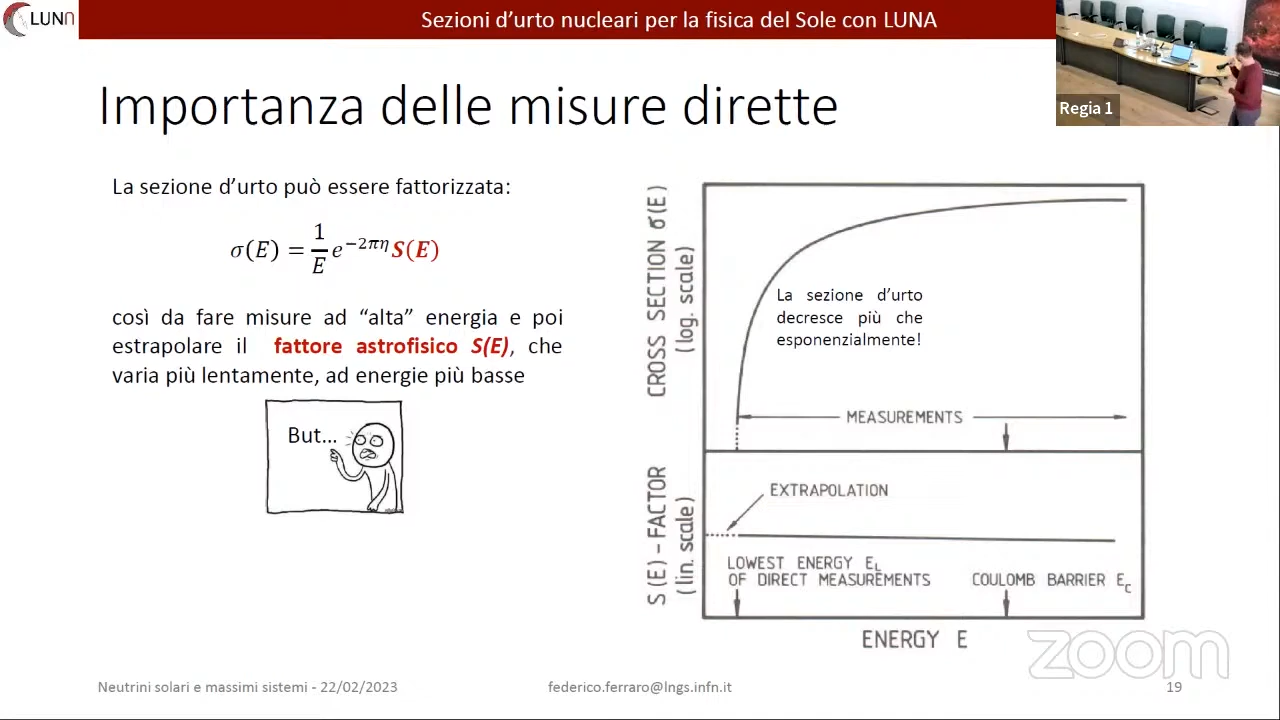 LUNA
Sezioni d'urto nucleari per la fisica del Sole con LUNA
Regia 1
Importanza delle misure dirette
La sezione d'urto può essere fattorizzata:
σ(E) = 1/E e^{-2πη} S(E)
così da fare misure ad "alta" energia e poi
estrapolare il fattore astrofisico S(E), che
varia più lentamente, ad energie più basse
But...
CROSS SECTION σ(E)
(log. scale)
La sezione d'urto
decresce più che
esponenzialmente!
MEASUREMENTS
S(E) – FACTOR
(lin. scale)
EXTRAPOLATION
LOWEST ENERGY E_L
OF DIRECT MEASUREMENTS
COULOMB BARRIER E_C
ENERGY E
zoom
Neutrini solari e massimi sistemi - 22/02/2023
federico.ferraro@lngs.infn.it
19